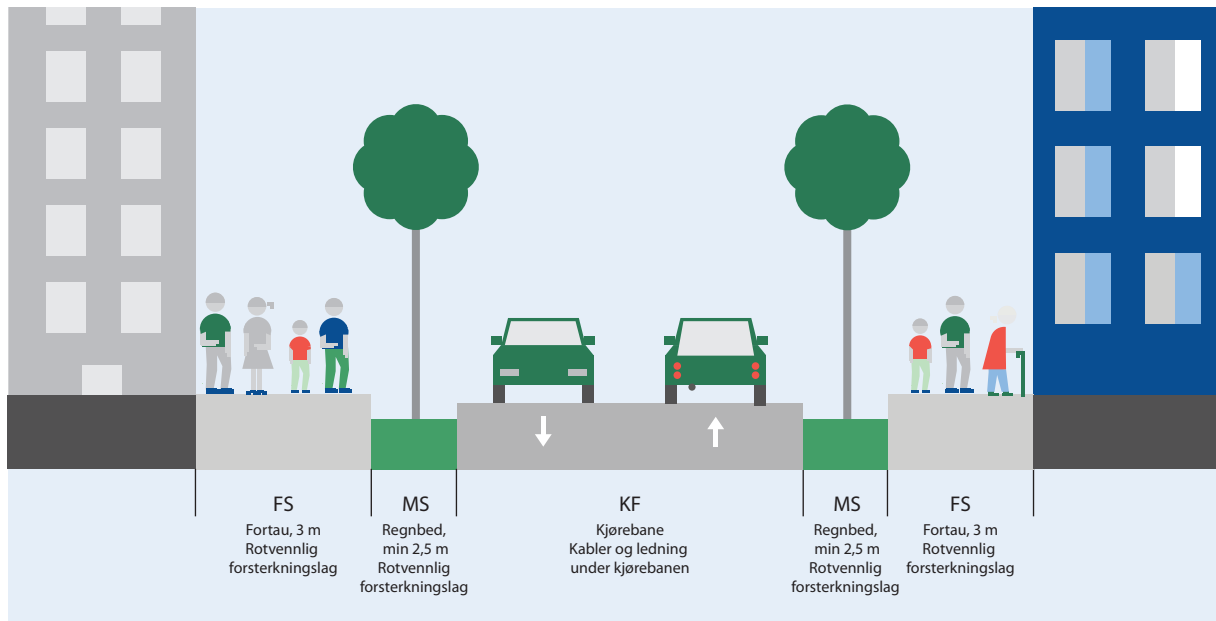 FS
Fortau, 3 m
Rotvennlig
forsterkningslag
MS
Regnbed,
min 2,5 m
Rotvennlig
forsterkningslag
KF
Kjørebane
Kabler og ledning
under kjørebanen
MS
Regnbed,
min 2,5 m
Rotvennlig
forsterkningslag
FS
Fortau, 3 m
Rotvennlig
forsterkningslag